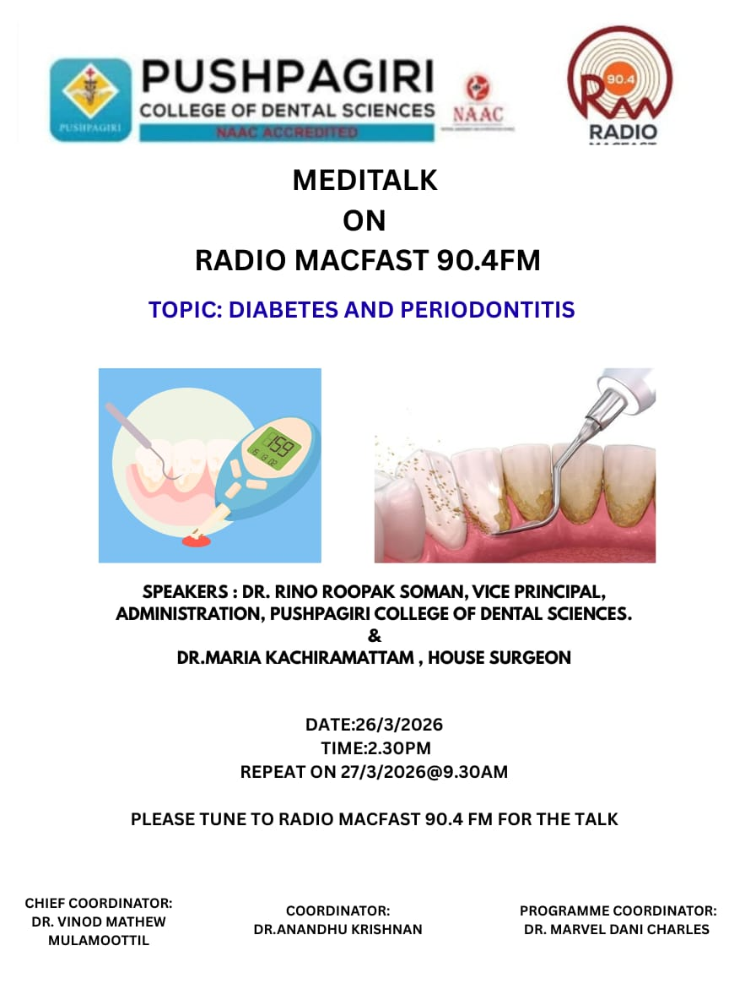 PUSHPAGIRI
COLLEGE OF DENTAL SCIENCES
NAAC ACCREDITED
PUSHPAGIRI
NAAC
90.4
RADIO
MACFAST
MEDITALK
ON
RADIO MACFAST 90.4FM
TOPIC: DIABETES AND PERIODONTITIS
159
SPEAKERS : DR. RINO ROOPAK SOMAN, VICE PRINCIPAL,
ADMINISTRATION, PUSHPAGIRI COLLEGE OF DENTAL SCIENCES.
&
DR.MARIA KACHIRAMATTAM , HOUSE SURGEON
DATE:26/3/2026
TIME:2.30PM
REPEAT ON 27/3/2026@9.30AM
PLEASE TUNE TO RADIO MACFAST 90.4 FM FOR THE TALK
CHIEF COORDINATOR:
DR. VINOD MATHEW
MULAMOOTTIL
COORDINATOR:
DR.ANANDHU KRISHNAN
PROGRAMME COORDINATOR:
DR. MARVEL DANI CHARLES